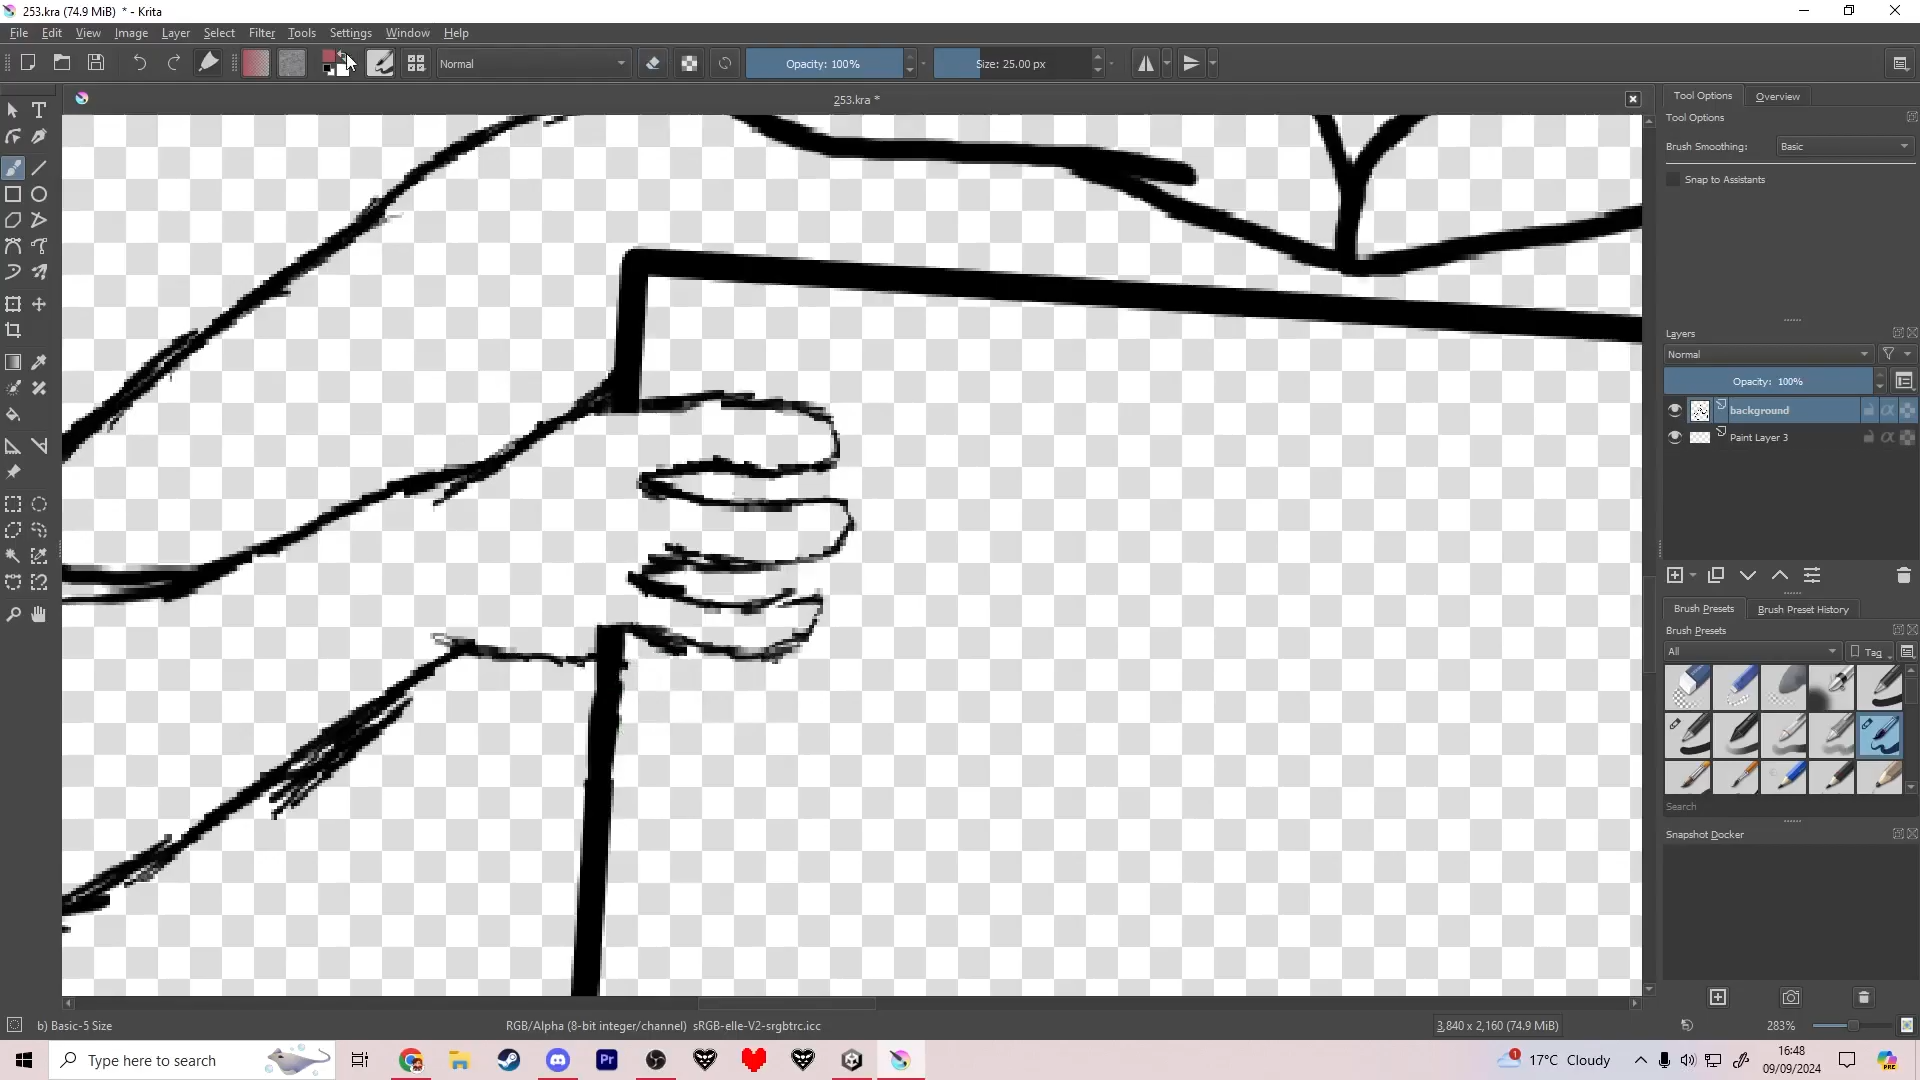 253.kra (74.9 MiB) * - Krita
File Edit View Image Layer Select Filter Tools Settings Window Help
Normal Opacity: 100% Size: 25.00 px
253.kra *
Tool Options Overview
Tool Options
Brush Smoothing: Basic
Snap to Assistants
Layers
Normal
Opacity: 100%
background
Paint Layer 3
Brush Presets Brush Preset History
Brush Presets
All Tag
Search
Snapshot Docker
b) Basic-5 Size RGB/Alpha (8-bit integer/channel) sRGB-elle-V2-srgbtrc.icc 3,840 x 2,160 (74.9 MiB) 283%
Type here to search Pr 1 17°C Cloudy 16:48 PRE
09/09/2024